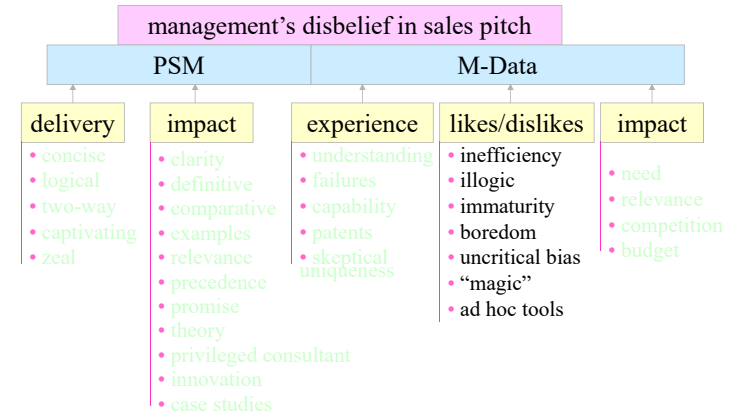 management’s disbelief in sales pitch
PSM
M-Data
delivery
• concise
• logical
• two-way
• captivating
• zeal
impact
• clarity
• definitive
• comparative
• examples
• relevance
• precedence
• promise
• theory
• privileged consultant
• innovation
• case studies
experience
• understanding
• failures
• capability
• patents
• skeptical
uniqueness
likes/dislikes
• inefficiency
• illogic
• immaturity
• boredom
• uncritical bias
• “magic”
• ad hoc tools
impact
• need
• relevance
• competition
• budget